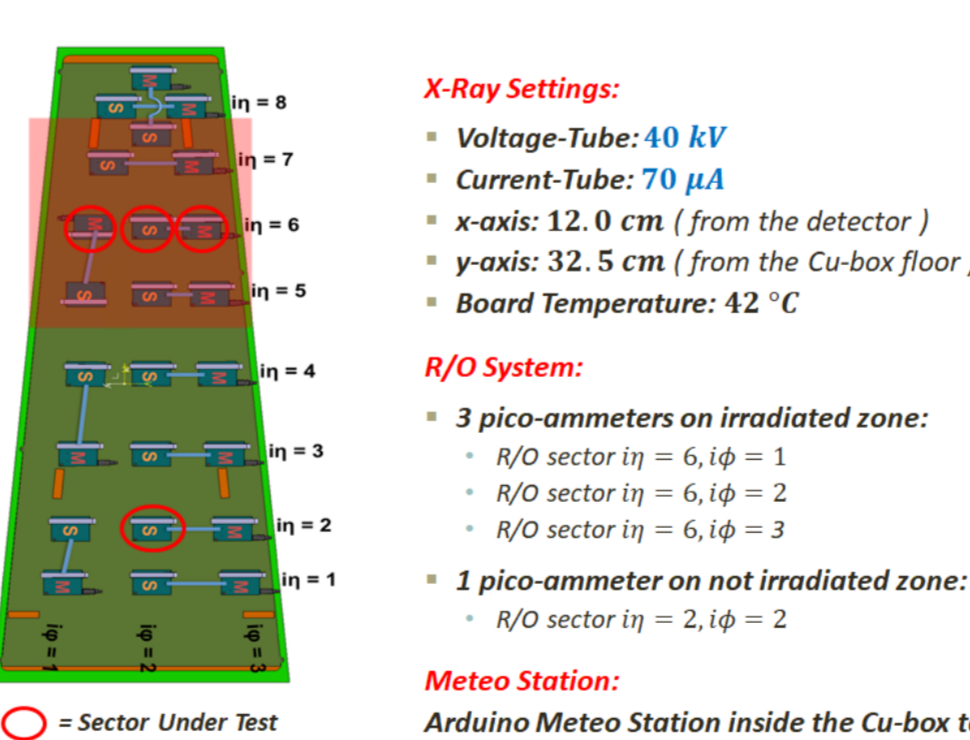 M
S M iη = 8
S
S M iη = 7
M S M iη = 6
S S M iη = 5
S S M iη = 4
M S M iη = 3
S S M iη = 2
M S M iη = 1
iφ = 1
iφ = 2
iφ = 3
= Sector Under Test
X-Ray Settings:
▪ Voltage-Tube: 40 kV
▪ Current-Tube: 70 μA
▪ x-axis: 12.0 cm ( from the detector )
▪ y-axis: 32.5 cm ( from the Cu-box floor )
▪ Board Temperature: 42 °C
R/O System:
▪ 3 pico-ammeters on irradiated zone:
• R/O sector iη = 6, iϕ = 1
• R/O sector iη = 6, iϕ = 2
• R/O sector iη = 6, iϕ = 3
▪ 1 pico-ammeter on not irradiated zone:
• R/O sector iη = 2, iϕ = 2
Meteo Station:
Arduino Meteo Station inside the Cu-box